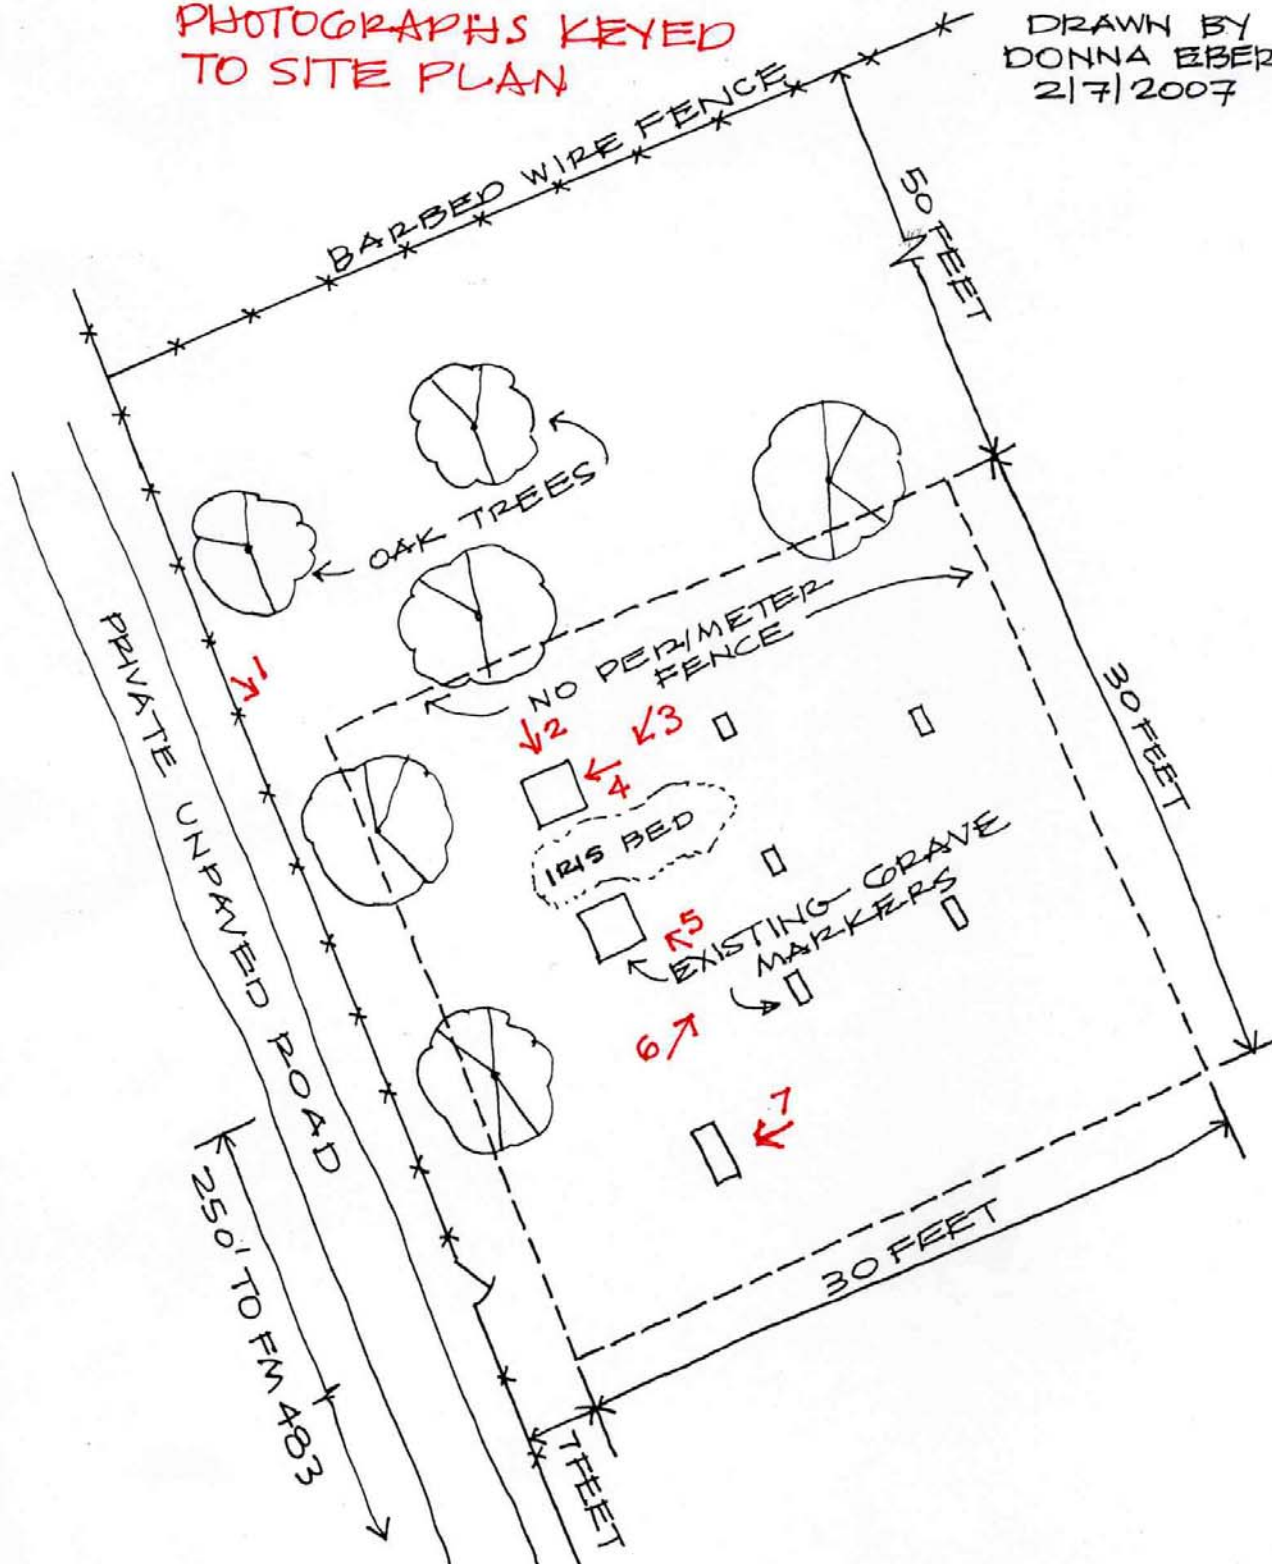 PHOTOGRAPHS KEYED
TO SITE PLAN
DRAWN BY
DONNA EBER
2/7/2007
BARBED WIRE FENCE
50 FEET
OAK TREES
NO PERIMETER
FENCE
PRIVATE UNPAVED ROAD
1
2
3
4
IRIS BED
30 FEET
5
EXISTING GRAVE
MARKERS
6
7
250' TO FM 483
30 FEET
7 FEET